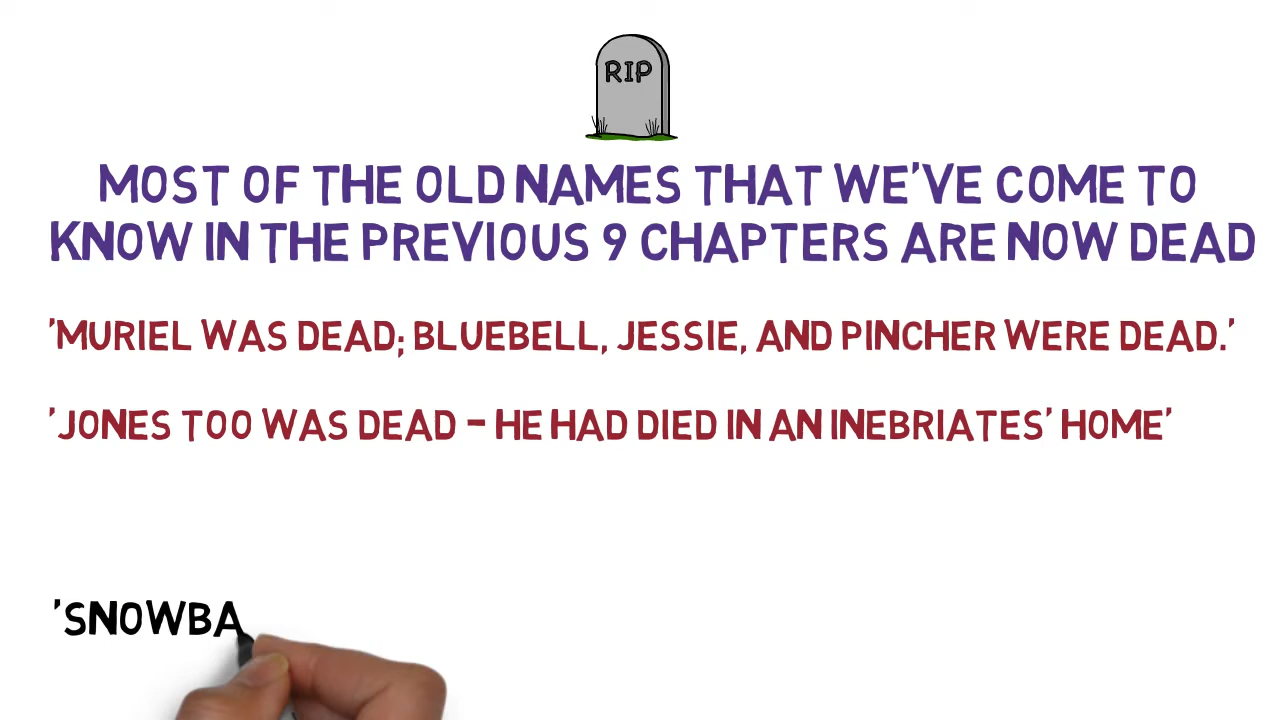 RIP
MOST OF THE OLD NAMES THAT WE'VE COME TO
KNOW IN THE PREVIOUS 9 CHAPTERS ARE NOW DEAD
'MURIEL WAS DEAD; BLUEBELL, JESSIE, AND PINCHER WERE DEAD.'
'JONES TOO WAS DEAD - HE HAD DIED IN AN INEBRIATES' HOME'
'SNOWBA